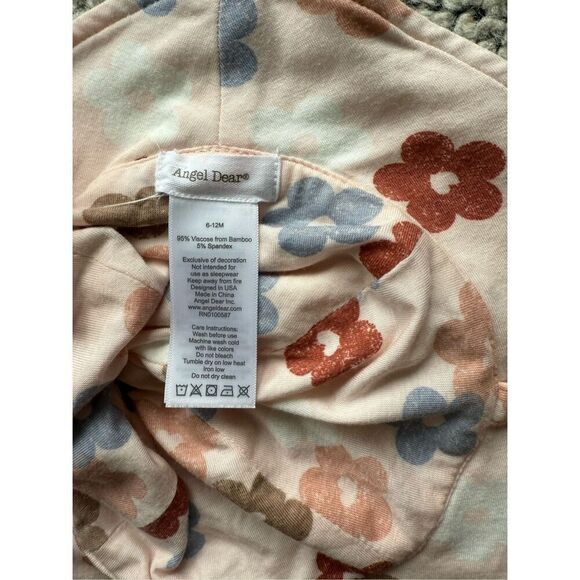 Angel Dear®
6-12M
95% Viscose from Bamboo
5% Spandex
Exclusive of decoration
Not intended for
use as sleepwear
Keep away from fire
Designed in USA
Made in China
Angel Dear Inc.
www.angeldear.com
RN0100587
Care Instructions:
Wash before use
Machine wash cold
with like colors
Do not bleach
Tumble dry on low heat
Iron low
Do not dry clean